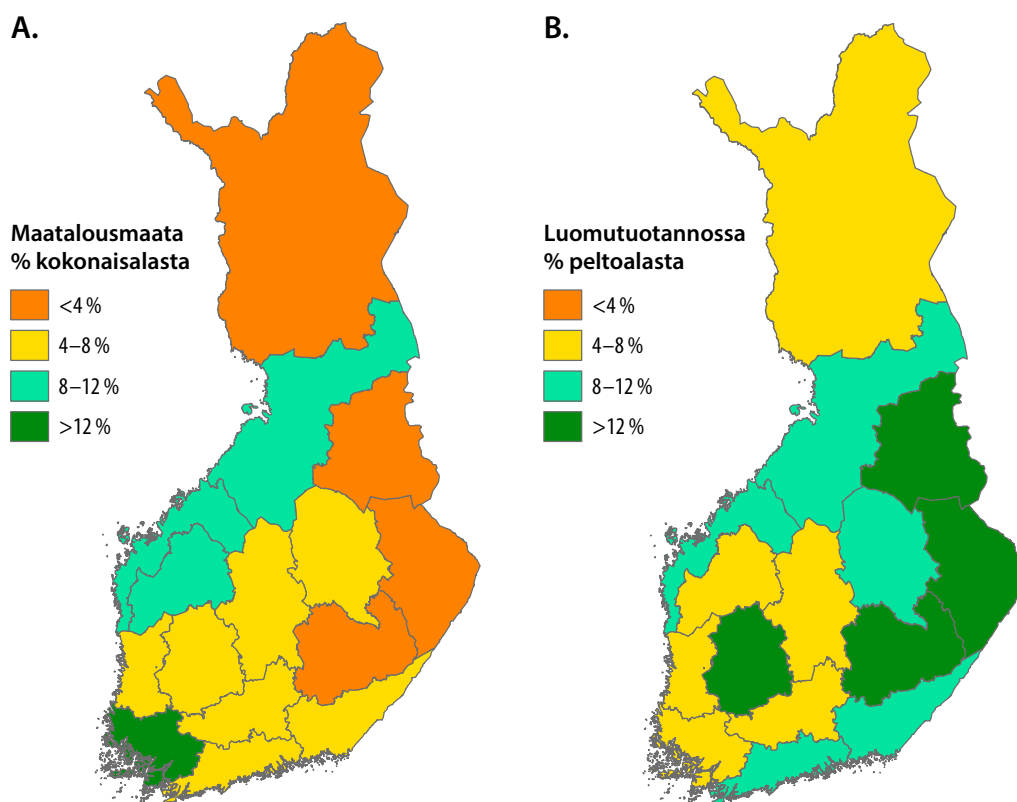 A.
Maatalousmaata
% kokonaisalasta
<4 %
4–8 %
8–12 %
>12 %
B.
Luomutuotannossa
% peltoalasta
<4 %
4–8 %
8–12 %
>12 %